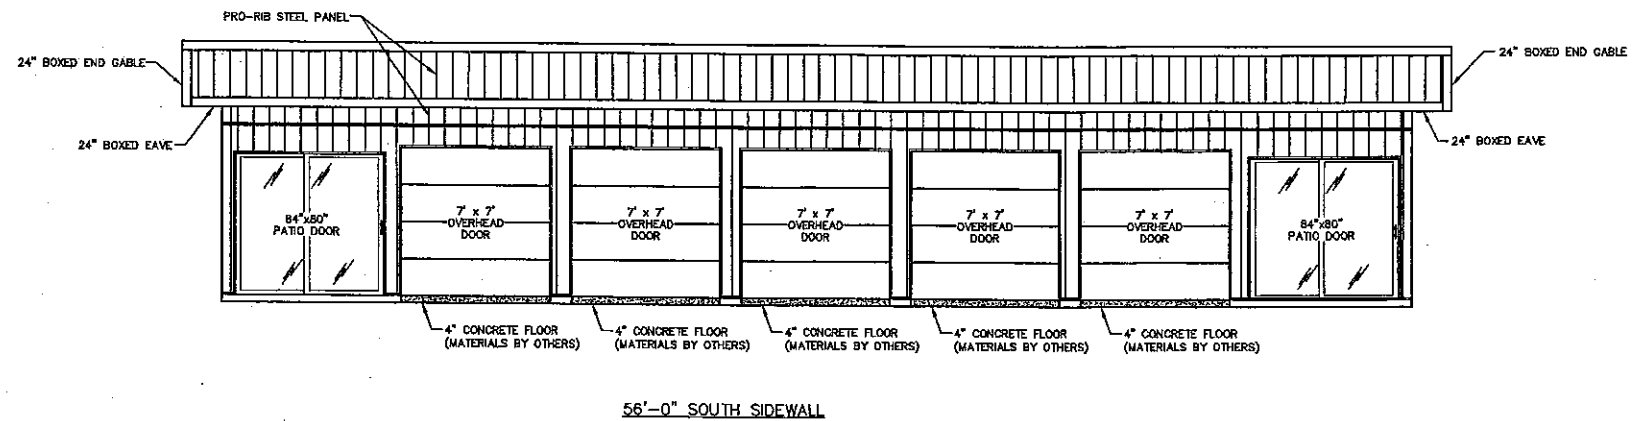 PRO-RIB STEEL PANEL
24" BOXED END GABLE
24" BOXED END GABLE
24" BOXED EAVE
24" BOXED EAVE
84"x80"
PATIO DOOR
7' x 7'
OVERHEAD
DOOR
7' x 7'
OVERHEAD
DOOR
7' x 7'
OVERHEAD
DOOR
7' x 7'
OVERHEAD
DOOR
7' x 7'
OVERHEAD
DOOR
84"x80"
PATIO DOOR
4" CONCRETE FLOOR
(MATERIALS BY OTHERS)
4" CONCRETE FLOOR
(MATERIALS BY OTHERS)
4" CONCRETE FLOOR
(MATERIALS BY OTHERS)
4" CONCRETE FLOOR
(MATERIALS BY OTHERS)
4" CONCRETE FLOOR
(MATERIALS BY OTHERS)
56'-0" SOUTH SIDEWALL